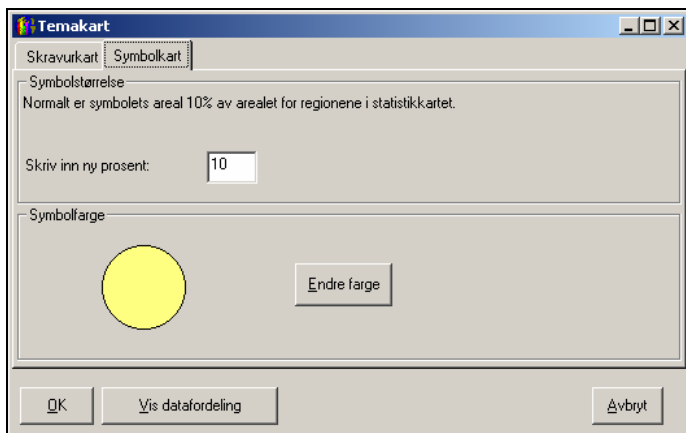 Temakart
Skravurkart Symbolkart
Symbolstørrelse
Normalt er symbolets areal 10% av arealet for regionene i statistikkartet.
Skriv inn ny prosent: 10
Symbolfarge
Endre farge
OK Vis datafordeling Avbryt